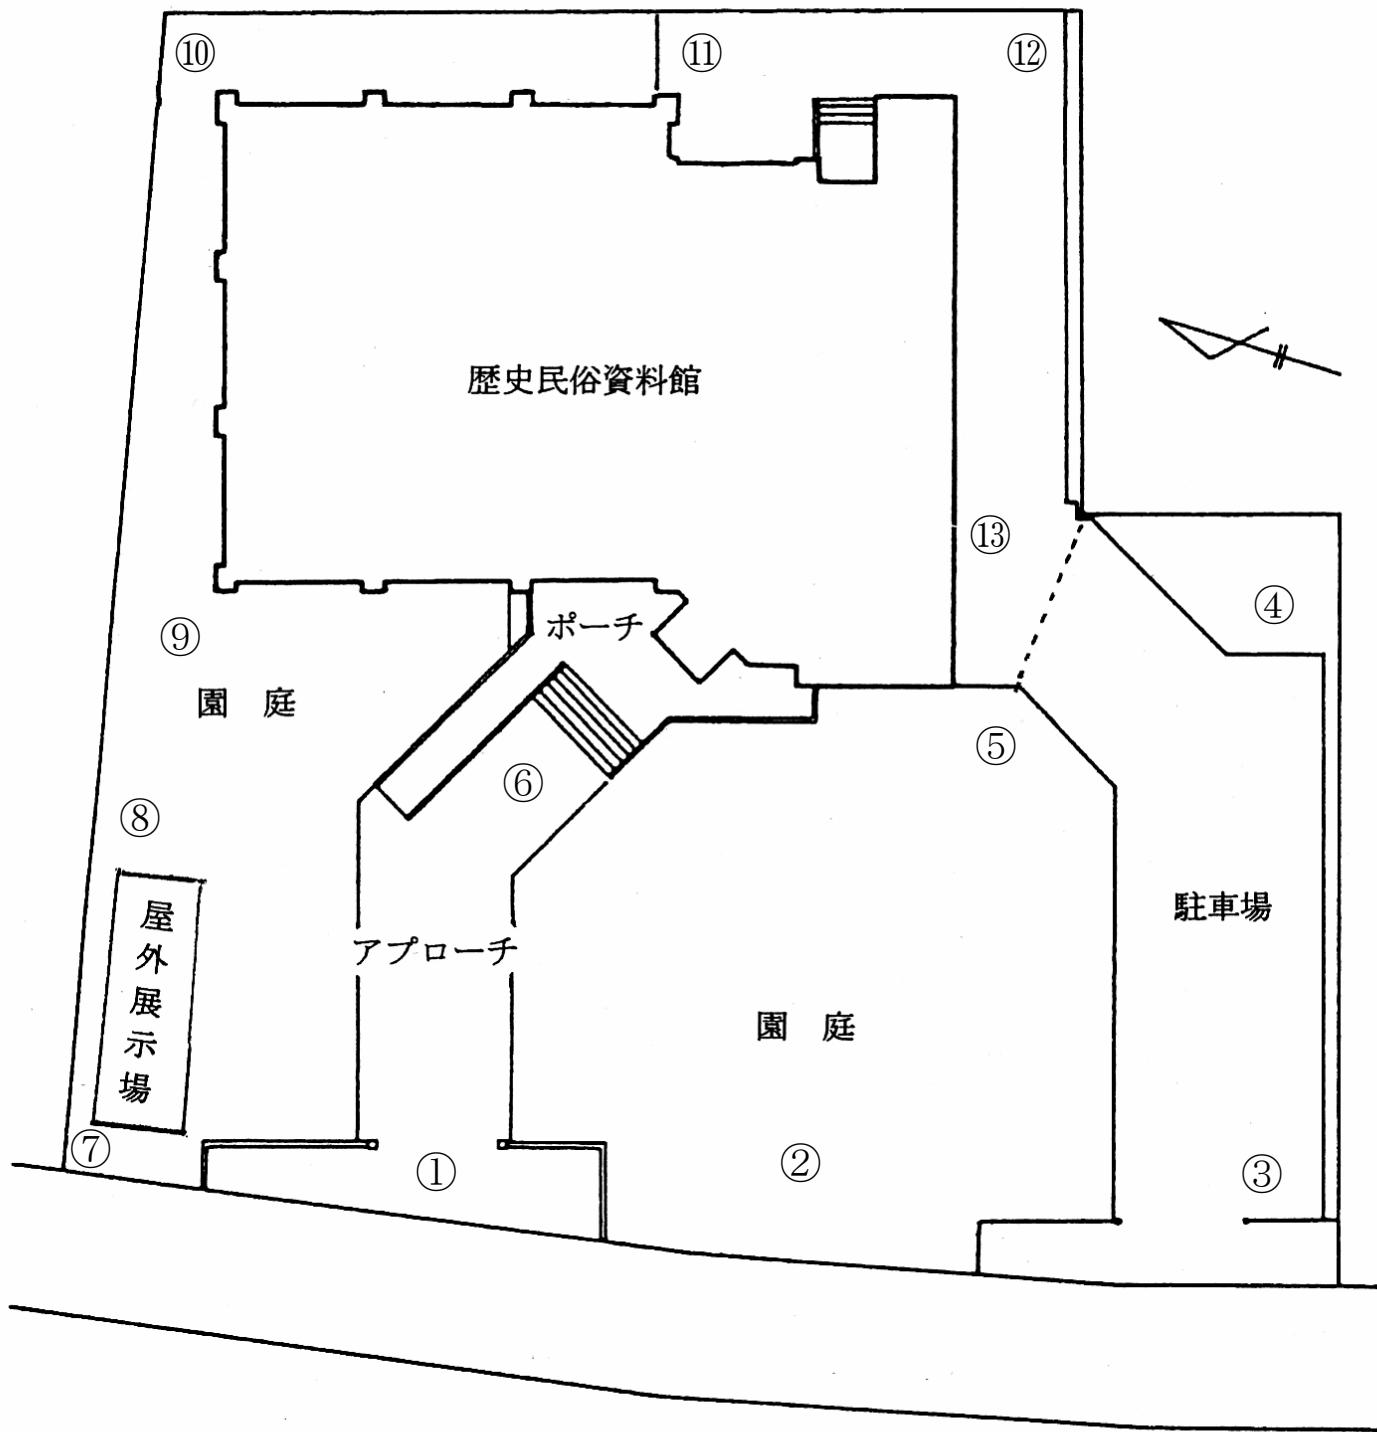 ⑩
⑪
⑫
歴史民俗資料館
⑬
④
⑨
ポーチ
園 庭
⑤
⑥
⑧
屋外展示場
アプローチ
駐車場
園 庭
⑦
①
②
③